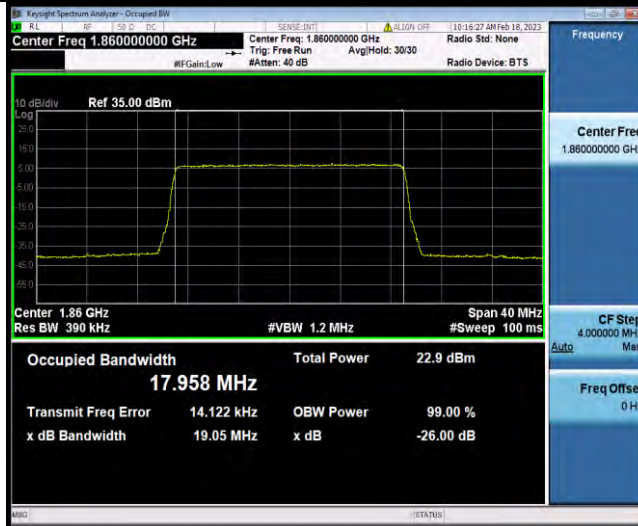 Keysight Spectrum Analyzer - Occupied BW
RL RF 50 Ω DC SENSE:INT ALIGN OFF 10:16:27 AM Feb 18, 2023
Center Freq 1.860000000 GHz
Center Freq: 1.860000000 GHz Radio Std: None
Trig: Free Run Avg|Hold: 30/30
#IFGain:Low #Atten: 40 dB Radio Device: BTS
Frequency
10 dB/div Ref 35.00 dBm
Log
25.0
15.0
5.00
-5.00
-15.0
-25.0
-35.0
-45.0
-55.0
Center Fre
1.860000000 GH
Center 1.86 GHz Span 40 MHz
Res BW 390 kHz #VBW 1.2 MHz #Sweep 100 ms
CF Step
4.000000 MH
Auto Ma
Occupied Bandwidth Total Power 22.9 dBm
17.958 MHz
Transmit Freq Error 14.122 kHz OBW Power 99.00 %
x dB Bandwidth 19.05 MHz x dB -26.00 dB
Freq Offse
0 H
MSG STATUS